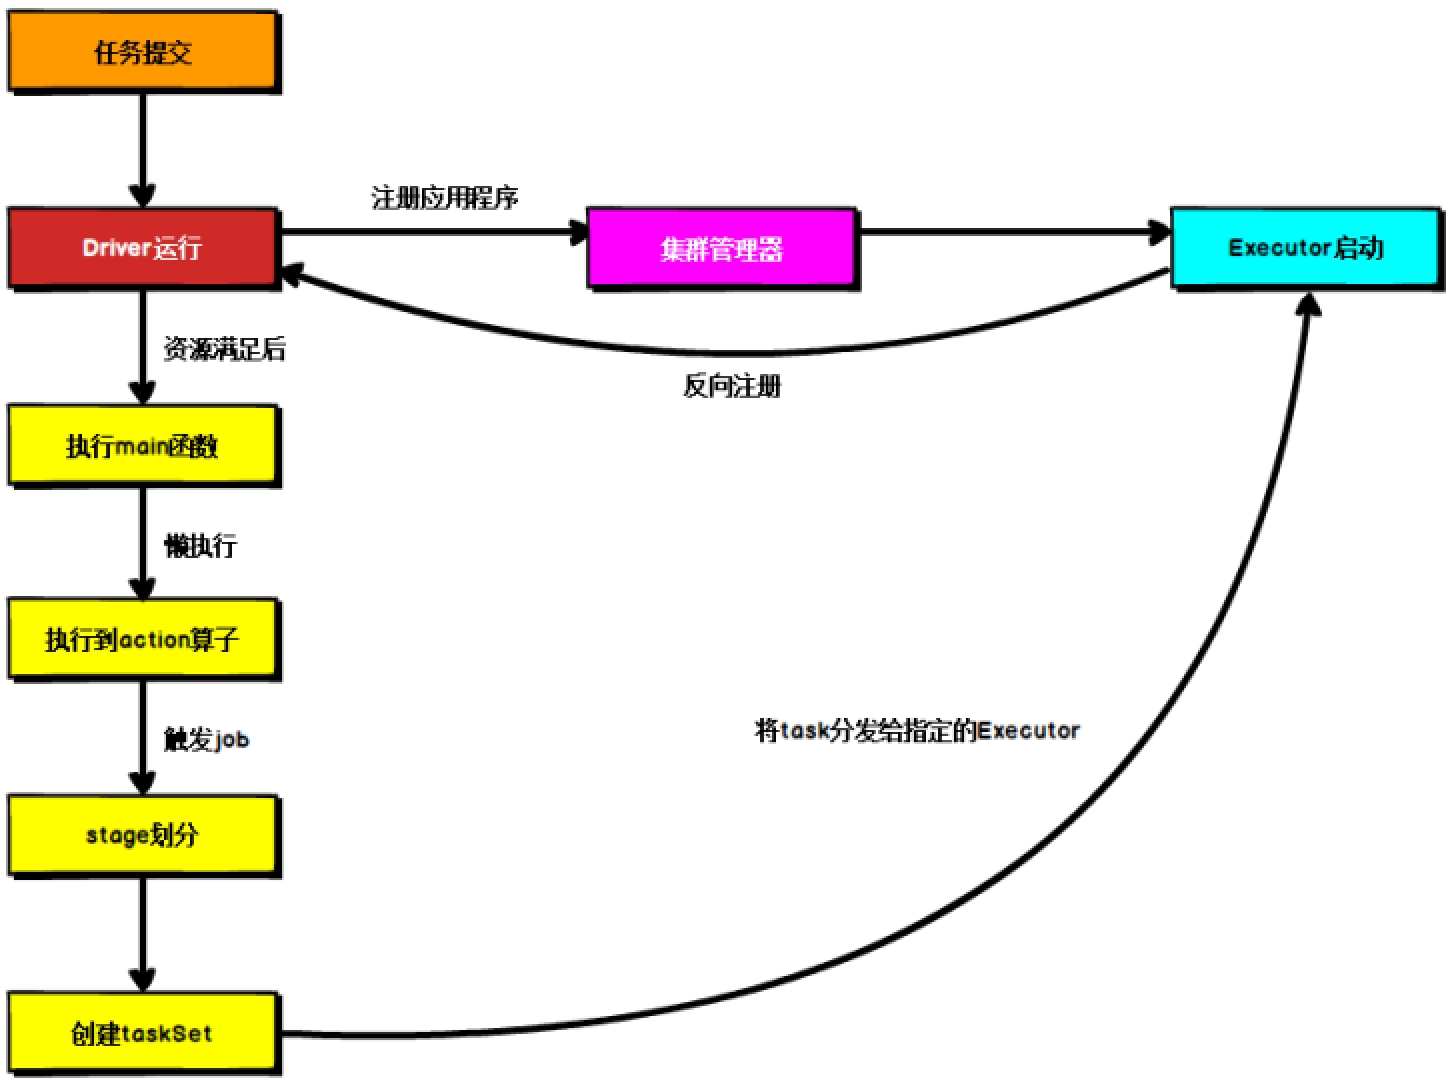 任务提交
注册应用程序
Driver运行
集群管理器
Executor启动
资源满足后
反向注册
执行main函数
懒执行
执行到action算子
触发job
将task分发给指定的Executor
stage划分
创建taskSet